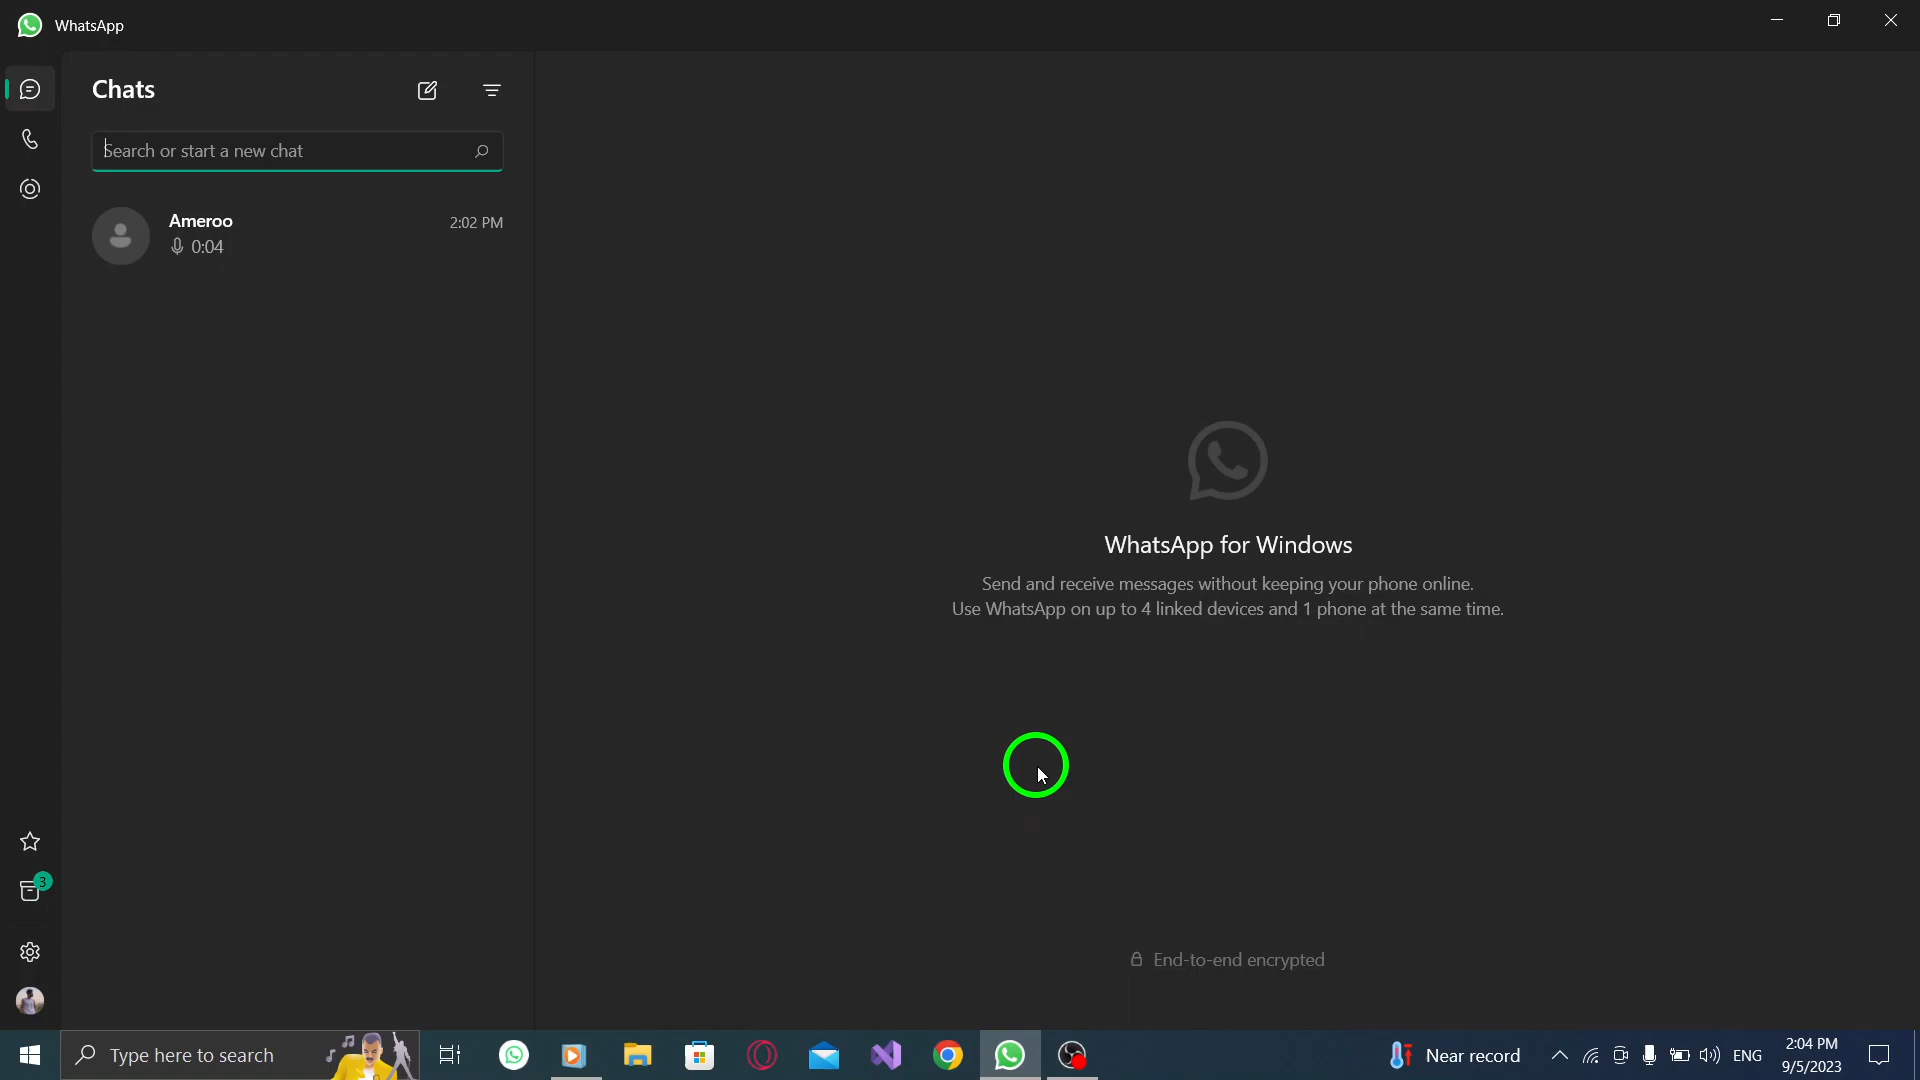 WhatsApp
Chats
Search or start a new chat
Ameroo
2:02 PM
0:04
WhatsApp for Windows
Send and receive messages without keeping your phone online.
Use WhatsApp on up to 4 linked devices and 1 phone at the same time.
3
End-to-end encrypted
Type here to search
Near record
ENG
2:04 PM
9/5/2023